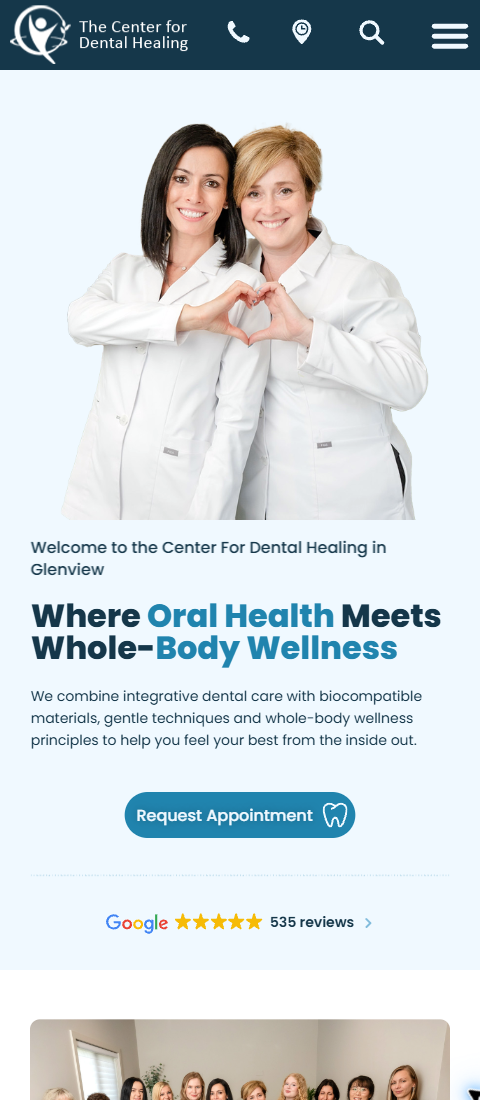 The Center for
Dental Healing
Welcome to the Center For Dental Healing in
Glenview
Where Oral Health Meets
Whole-Body Wellness
We combine integrative dental care with biocompatible
materials, gentle techniques and whole-body wellness
principles to help you feel your best from the inside out.
Request Appointment
Google 535 reviews